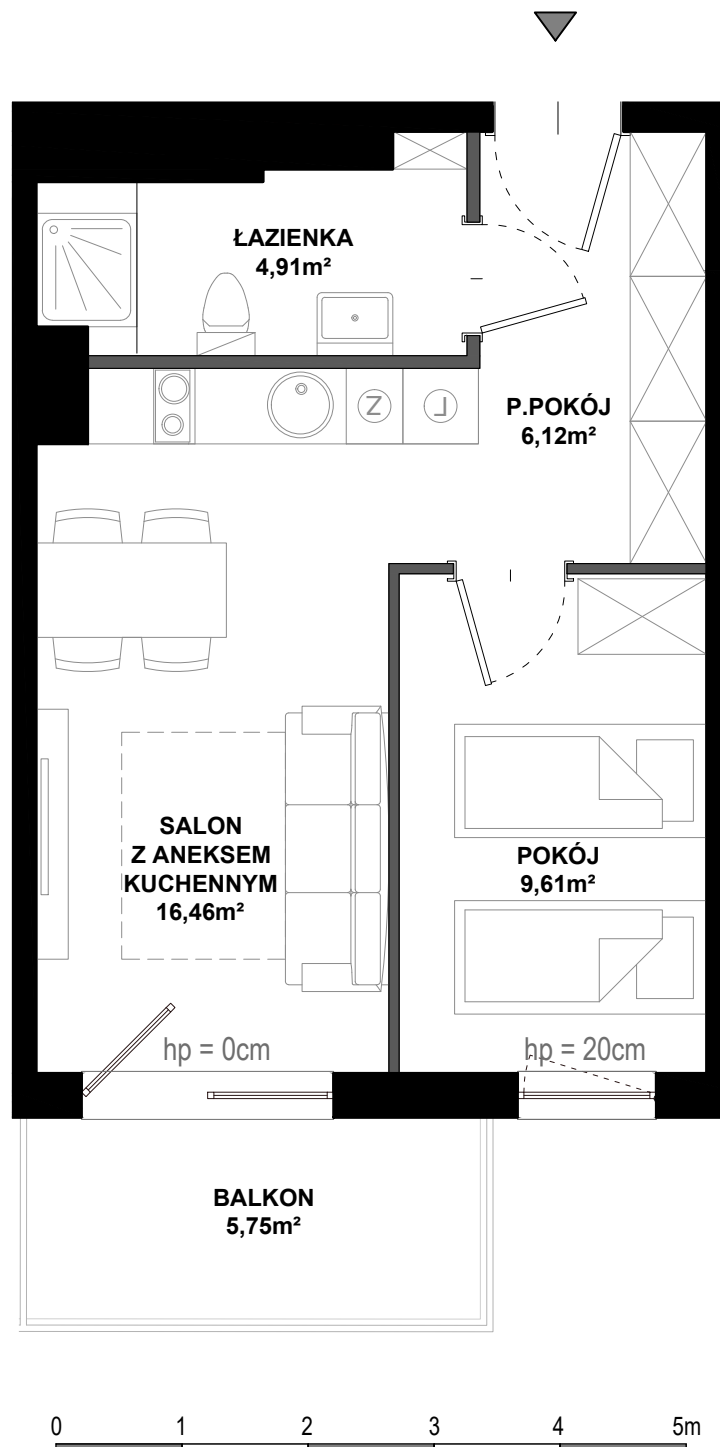 ŁAZIENKA
4,91m²
Z
L
P.POKÓJ
6,12m²
SALON
Z ANEKSEM
KUCHENNYM
16,46m²
POKÓJ
9,61m²
hp = 0cm
hp = 20cm
BALKON
5,75m²
0 1 2 3 4 5m